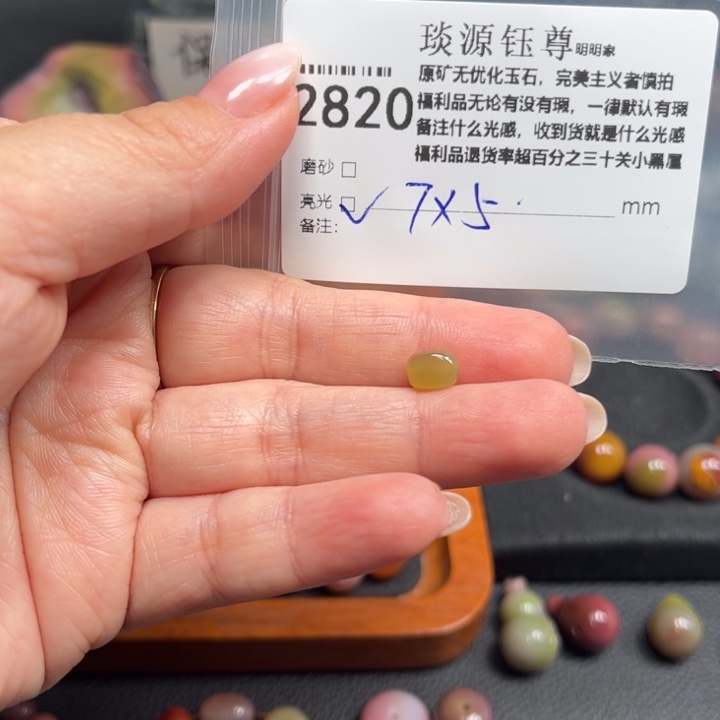 琰源钰尊明明家
原矿无优化玉石，完美主义者慎拍
2820
福利品无论有没有瑕，一律默认有瑕
备注什么光感，收到货就是什么光感
福利品退货率超百分之三十关小黑屋
磨砂 □
亮光 □ ✓ 7X5 mm
备注：
保